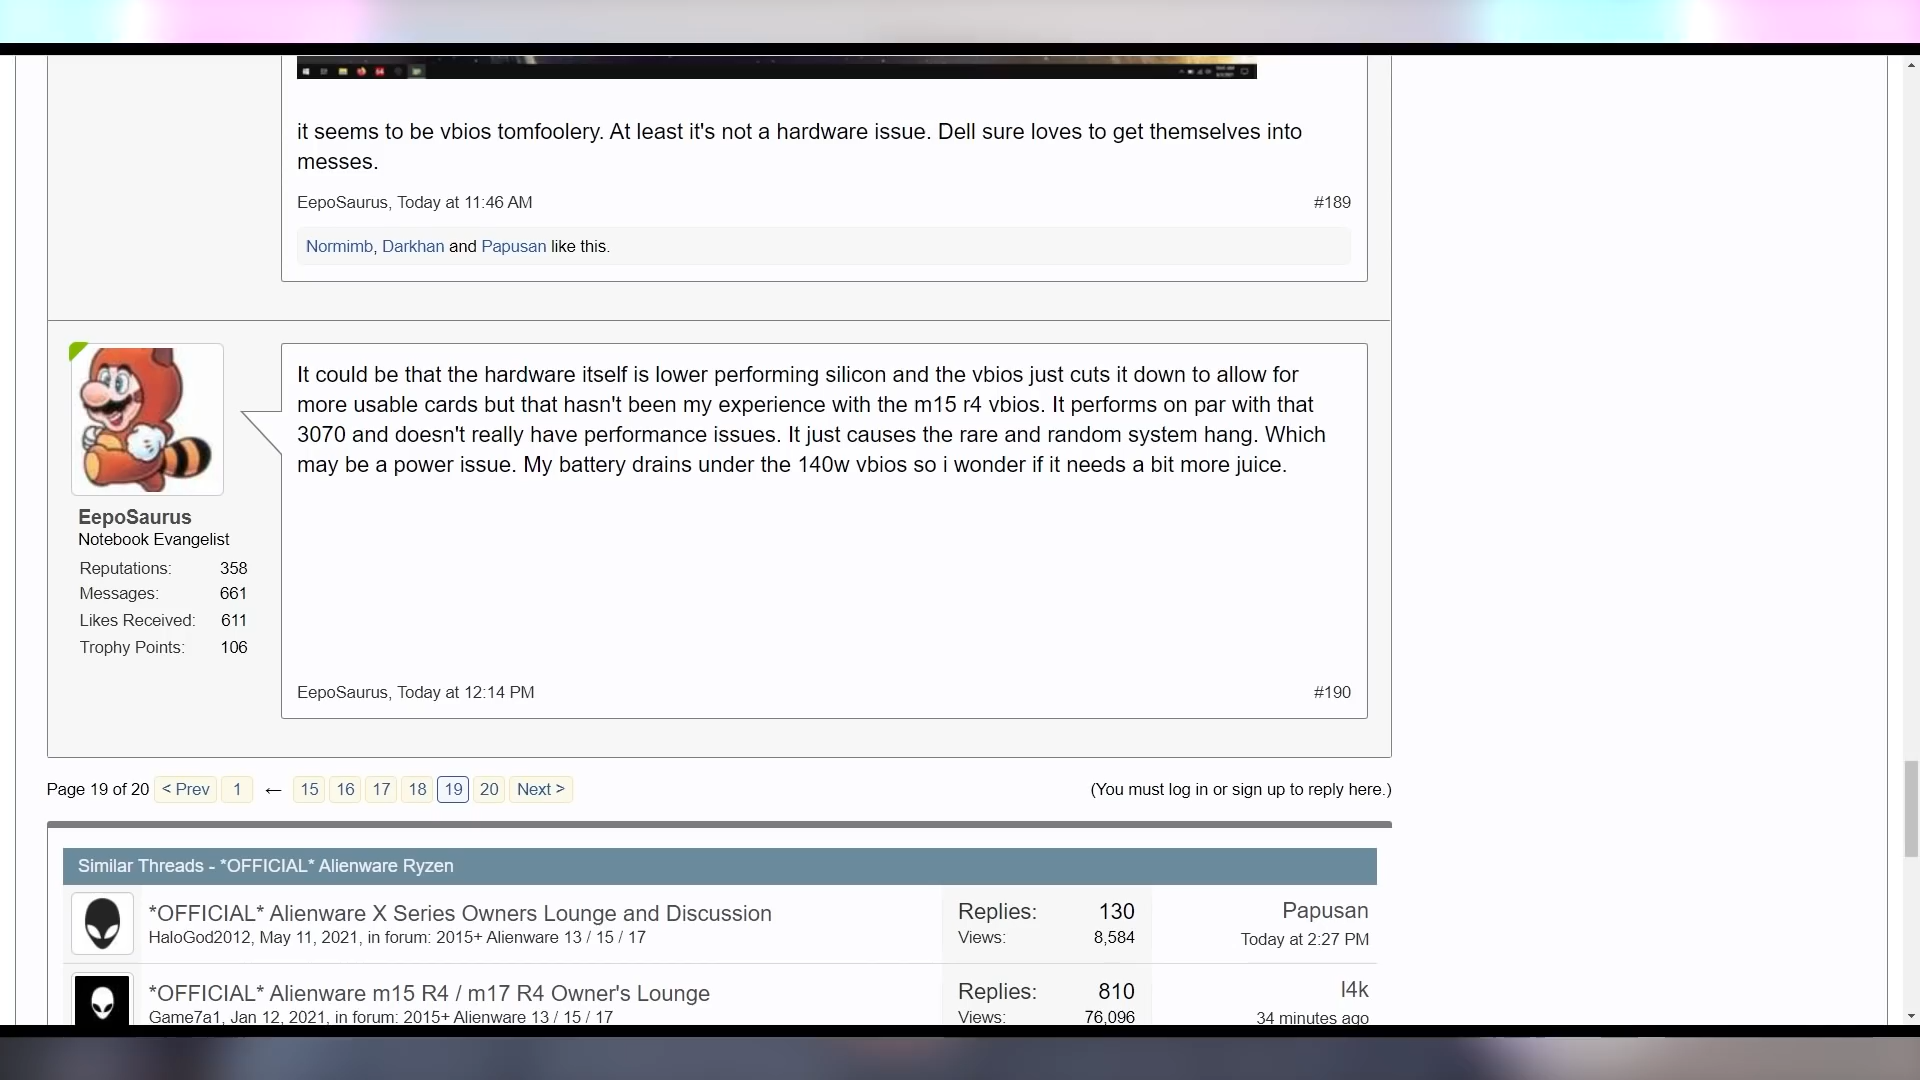 it seems to be vbios tomfoolery. At least it's not a hardware issue. Dell sure loves to get themselves into
messes.
EepoSaurus, Today at 11:46 AM #189
Normimb, Darkhan and Papusan like this.
It could be that the hardware itself is lower performing silicon and the vbios just cuts it down to allow for
more usable cards but that hasn't been my experience with the m15 r4 vbios. It performs on par with that
3070 and doesn't really have performance issues. It just causes the rare and random system hang. Which
may be a power issue. My battery drains under the 140w vbios so i wonder if it needs a bit more juice.
EepoSaurus
Notebook Evangelist
Reputations: 358
Messages: 661
Likes Received: 611
Trophy Points: 106
EepoSaurus, Today at 12:14 PM #190
Page 19 of 20 < Prev 1 ← 15 16 17 18 19 20 Next > (You must log in or sign up to reply here.)
Similar Threads - *OFFICIAL* Alienware Ryzen
*OFFICIAL* Alienware X Series Owners Lounge and Discussion Replies: 130 Papusan
HaloGod2012, May 11, 2021, in forum: 2015+ Alienware 13 / 15 / 17 Views: 8,584 Today at 2:27 PM
*OFFICIAL* Alienware m15 R4 / m17 R4 Owner's Lounge Replies: 810
Game7a1, Jan 12, 2021, in forum: 2015+ Alienware 13 / 15 / 17 Views: 76,096 34 minutes ago